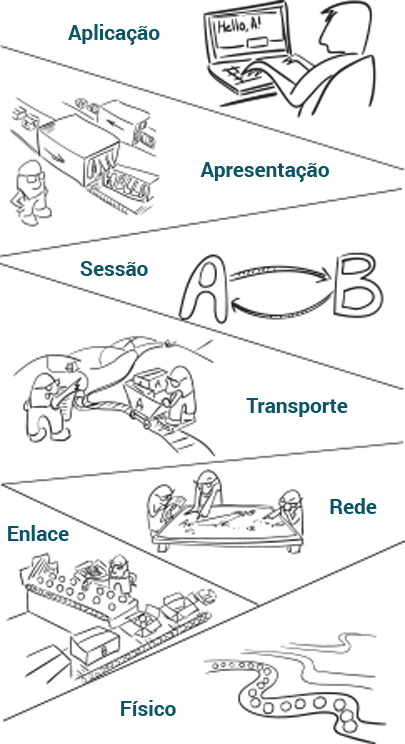 Aplicação
Hello, A!
Apresentação
Sessão
A
B
Transporte
Rede
Enlace
Físico